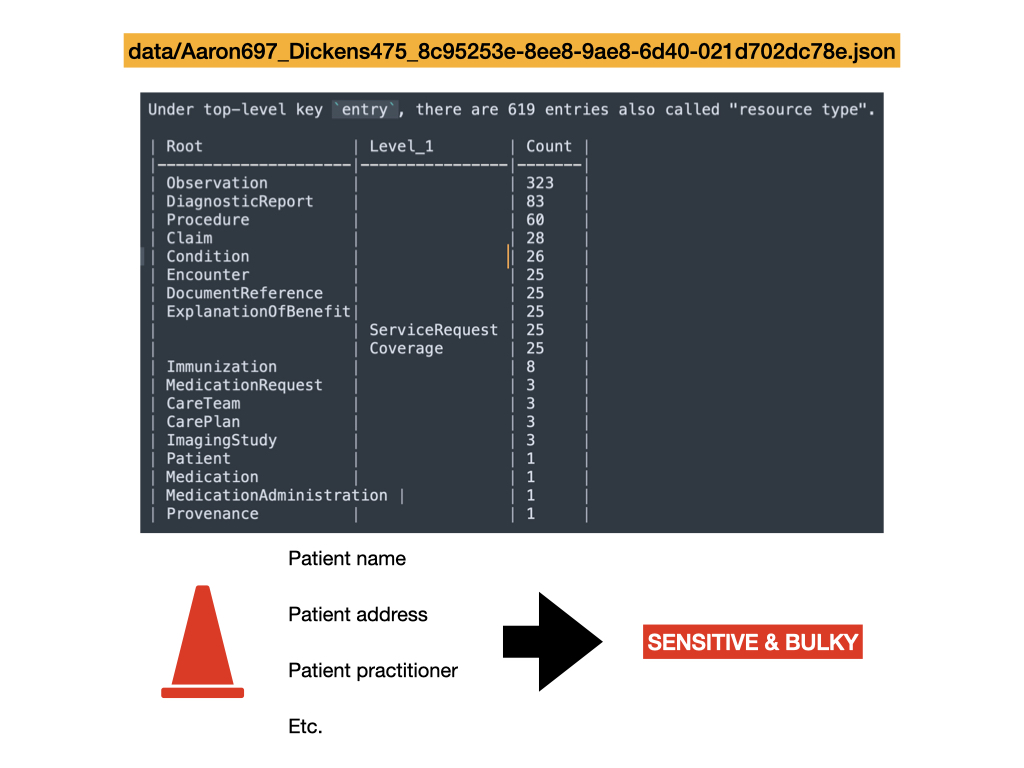 data/Aaron697_Dickens475_8c95253e-8ee8-9ae8-6d40-021d702dc78e.json
Under top-level key `entry`, there are 619 entries also called "resource type".
| Root | Level_1 | Count |
|---------------------|----------------|-------|
| Observation | | 323 |
| DiagnosticReport | | 83 |
| Procedure | | 60 |
| Claim | | 28 |
| Condition | | 26 |
| Encounter | | 25 |
| DocumentReference | | 25 |
| ExplanationOfBenefit| | 25 |
| | ServiceRequest | 25 |
| | Coverage | 25 |
| Immunization | | 8 |
| MedicationRequest | | 3 |
| CareTeam | | 3 |
| CarePlan | | 3 |
| ImagingStudy | | 3 |
| Patient | | 1 |
| Medication | | 1 |
| MedicationAdministration | | 1 |
| Provenance | | 1 |
Patient name
Patient address
Patient practitioner
Etc.
SENSITIVE & BULKY